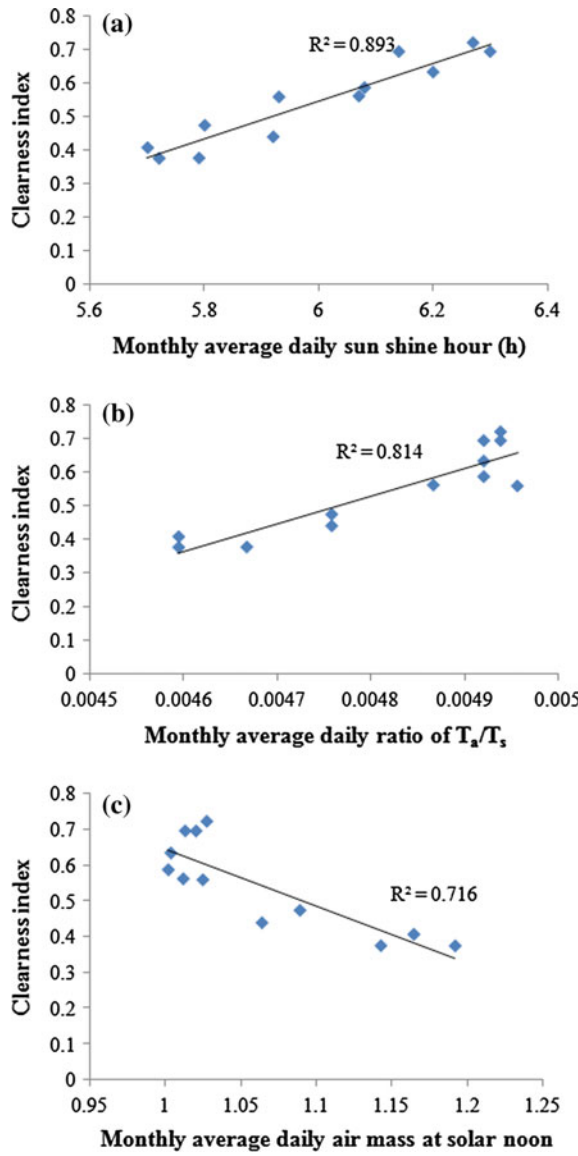 (a)
0.8
0.7
0.6
0.5
0.4
0.3
0.2
0.1
0
R² = 0.893
Clearness index
5.6 5.8 6 6.2 6.4
Monthly average daily sun shine hour (h)
(b)
0.8
0.7
0.6
0.5
0.4
0.3
0.2
0.1
0
R² = 0.814
Clearness index
0.0045 0.0046 0.0047 0.0048 0.0049 0.005
Monthly average daily ratio of Ta/Ts
(c)
0.8
0.7
0.6
0.5
0.4
0.3
0.2
0.1
0
R² = 0.716
Clearness index
0.95 1 1.05 1.1 1.15 1.2 1.25
Monthly average daily air mass at solar noon